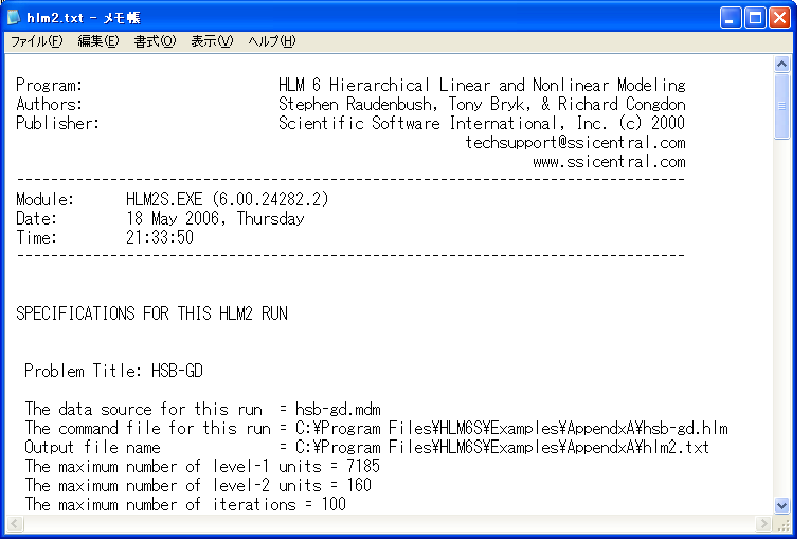 hlm2.txt - メモ帳
ファイル(F) 編集(E) 書式(O) 表示(V) ヘルプ(H)
Program: HLM 6 Hierarchical Linear and Nonlinear Modeling
Authors: Stephen Raudenbush, Tony Bryk, & Richard Congdon
Publisher: Scientific Software International, Inc. (c) 2000
techsupport@ssicentral.com
www.ssicentral.com
-------------------------------------------------------------------------------
Module: HLM2S.EXE (6.00.24282.2)
Date: 18 May 2006, Thursday
Time: 21:33:50
-------------------------------------------------------------------------------
SPECIFICATIONS FOR THIS HLM2 RUN
Problem Title: HSB-GD
The data source for this run = hsb-gd.mdm
The command file for this run = C:¥Program Files¥HLM6S¥Examples¥AppendxA¥hsb-gd.hlm
Output file name = C:¥Program Files¥HLM6S¥Examples¥AppendxA¥hlm2.txt
The maximum number of level-1 units = 7185
The maximum number of level-2 units = 160
The maximum number of iterations = 100